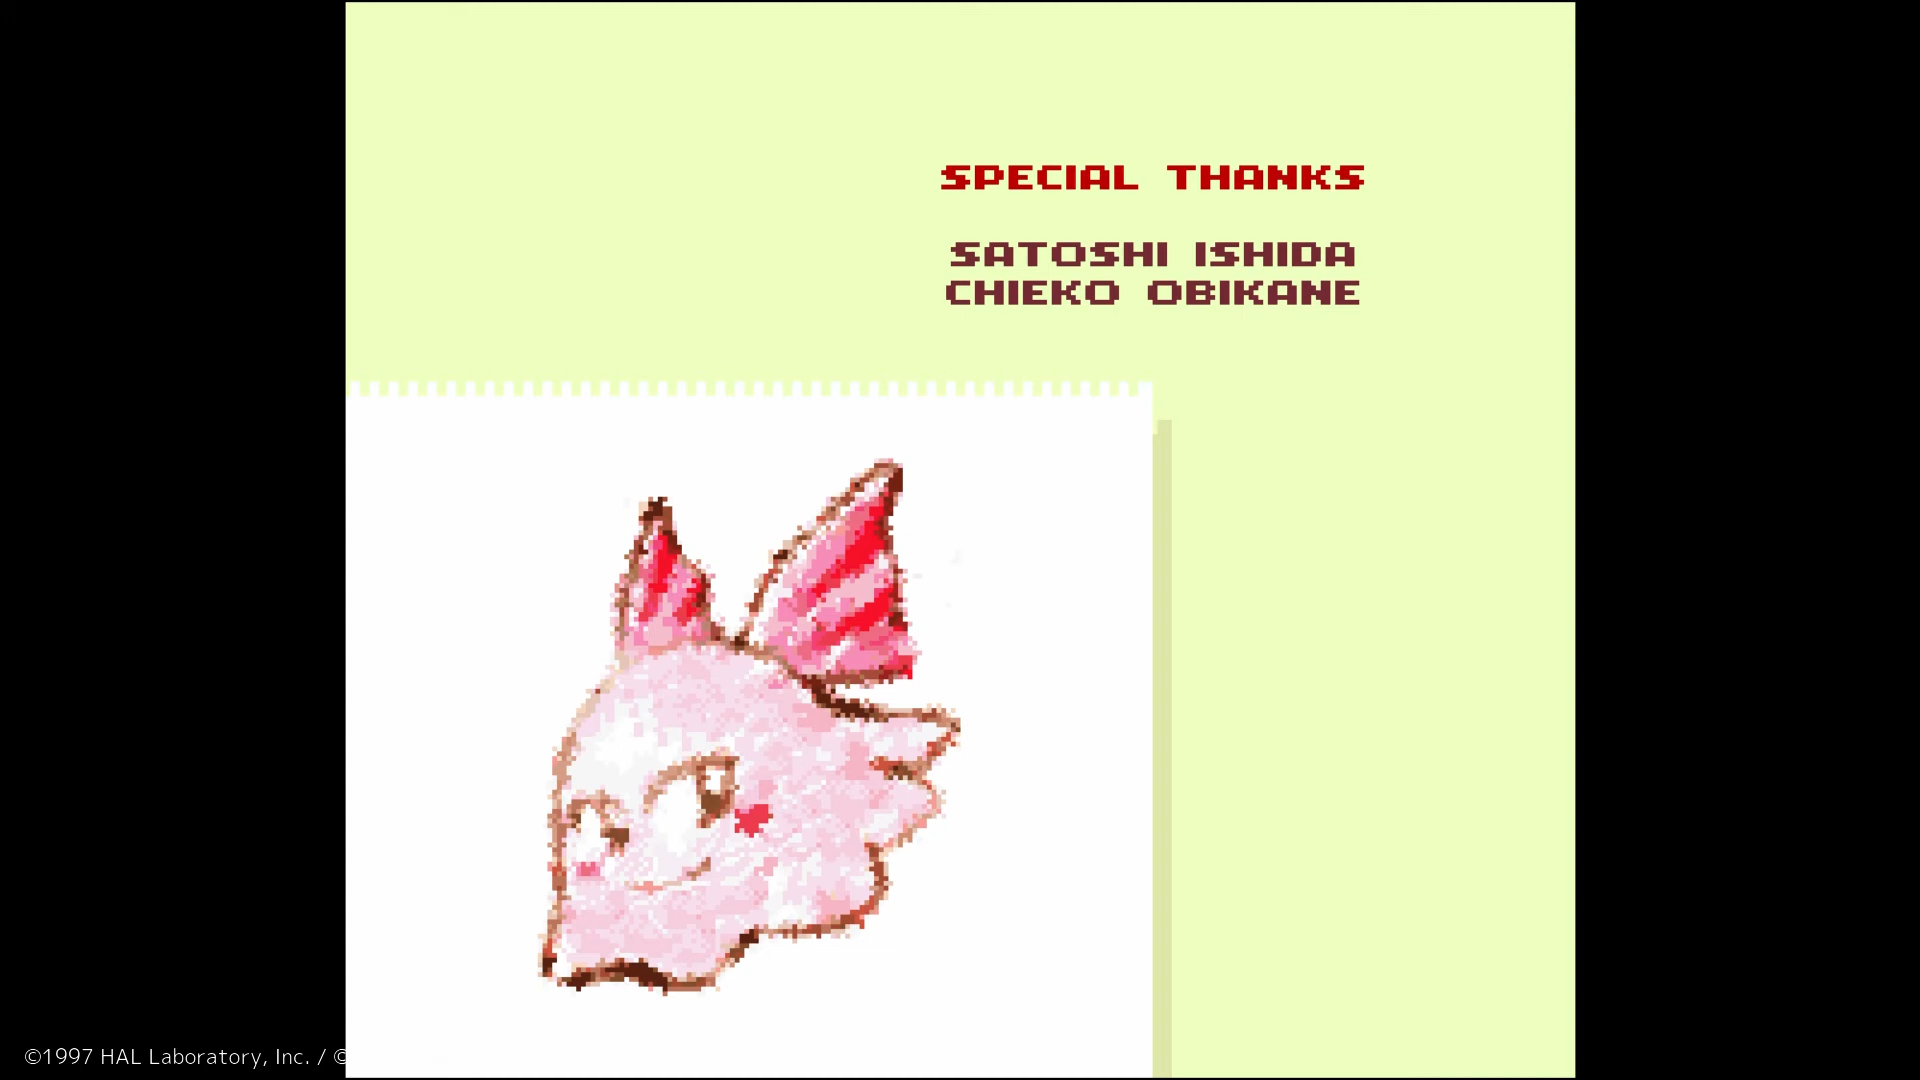 SPECIAL THANKS
SATOSHI ISHIDA
CHIEKO OBIKANE
©1997 HAL Laboratory, Inc. / ©